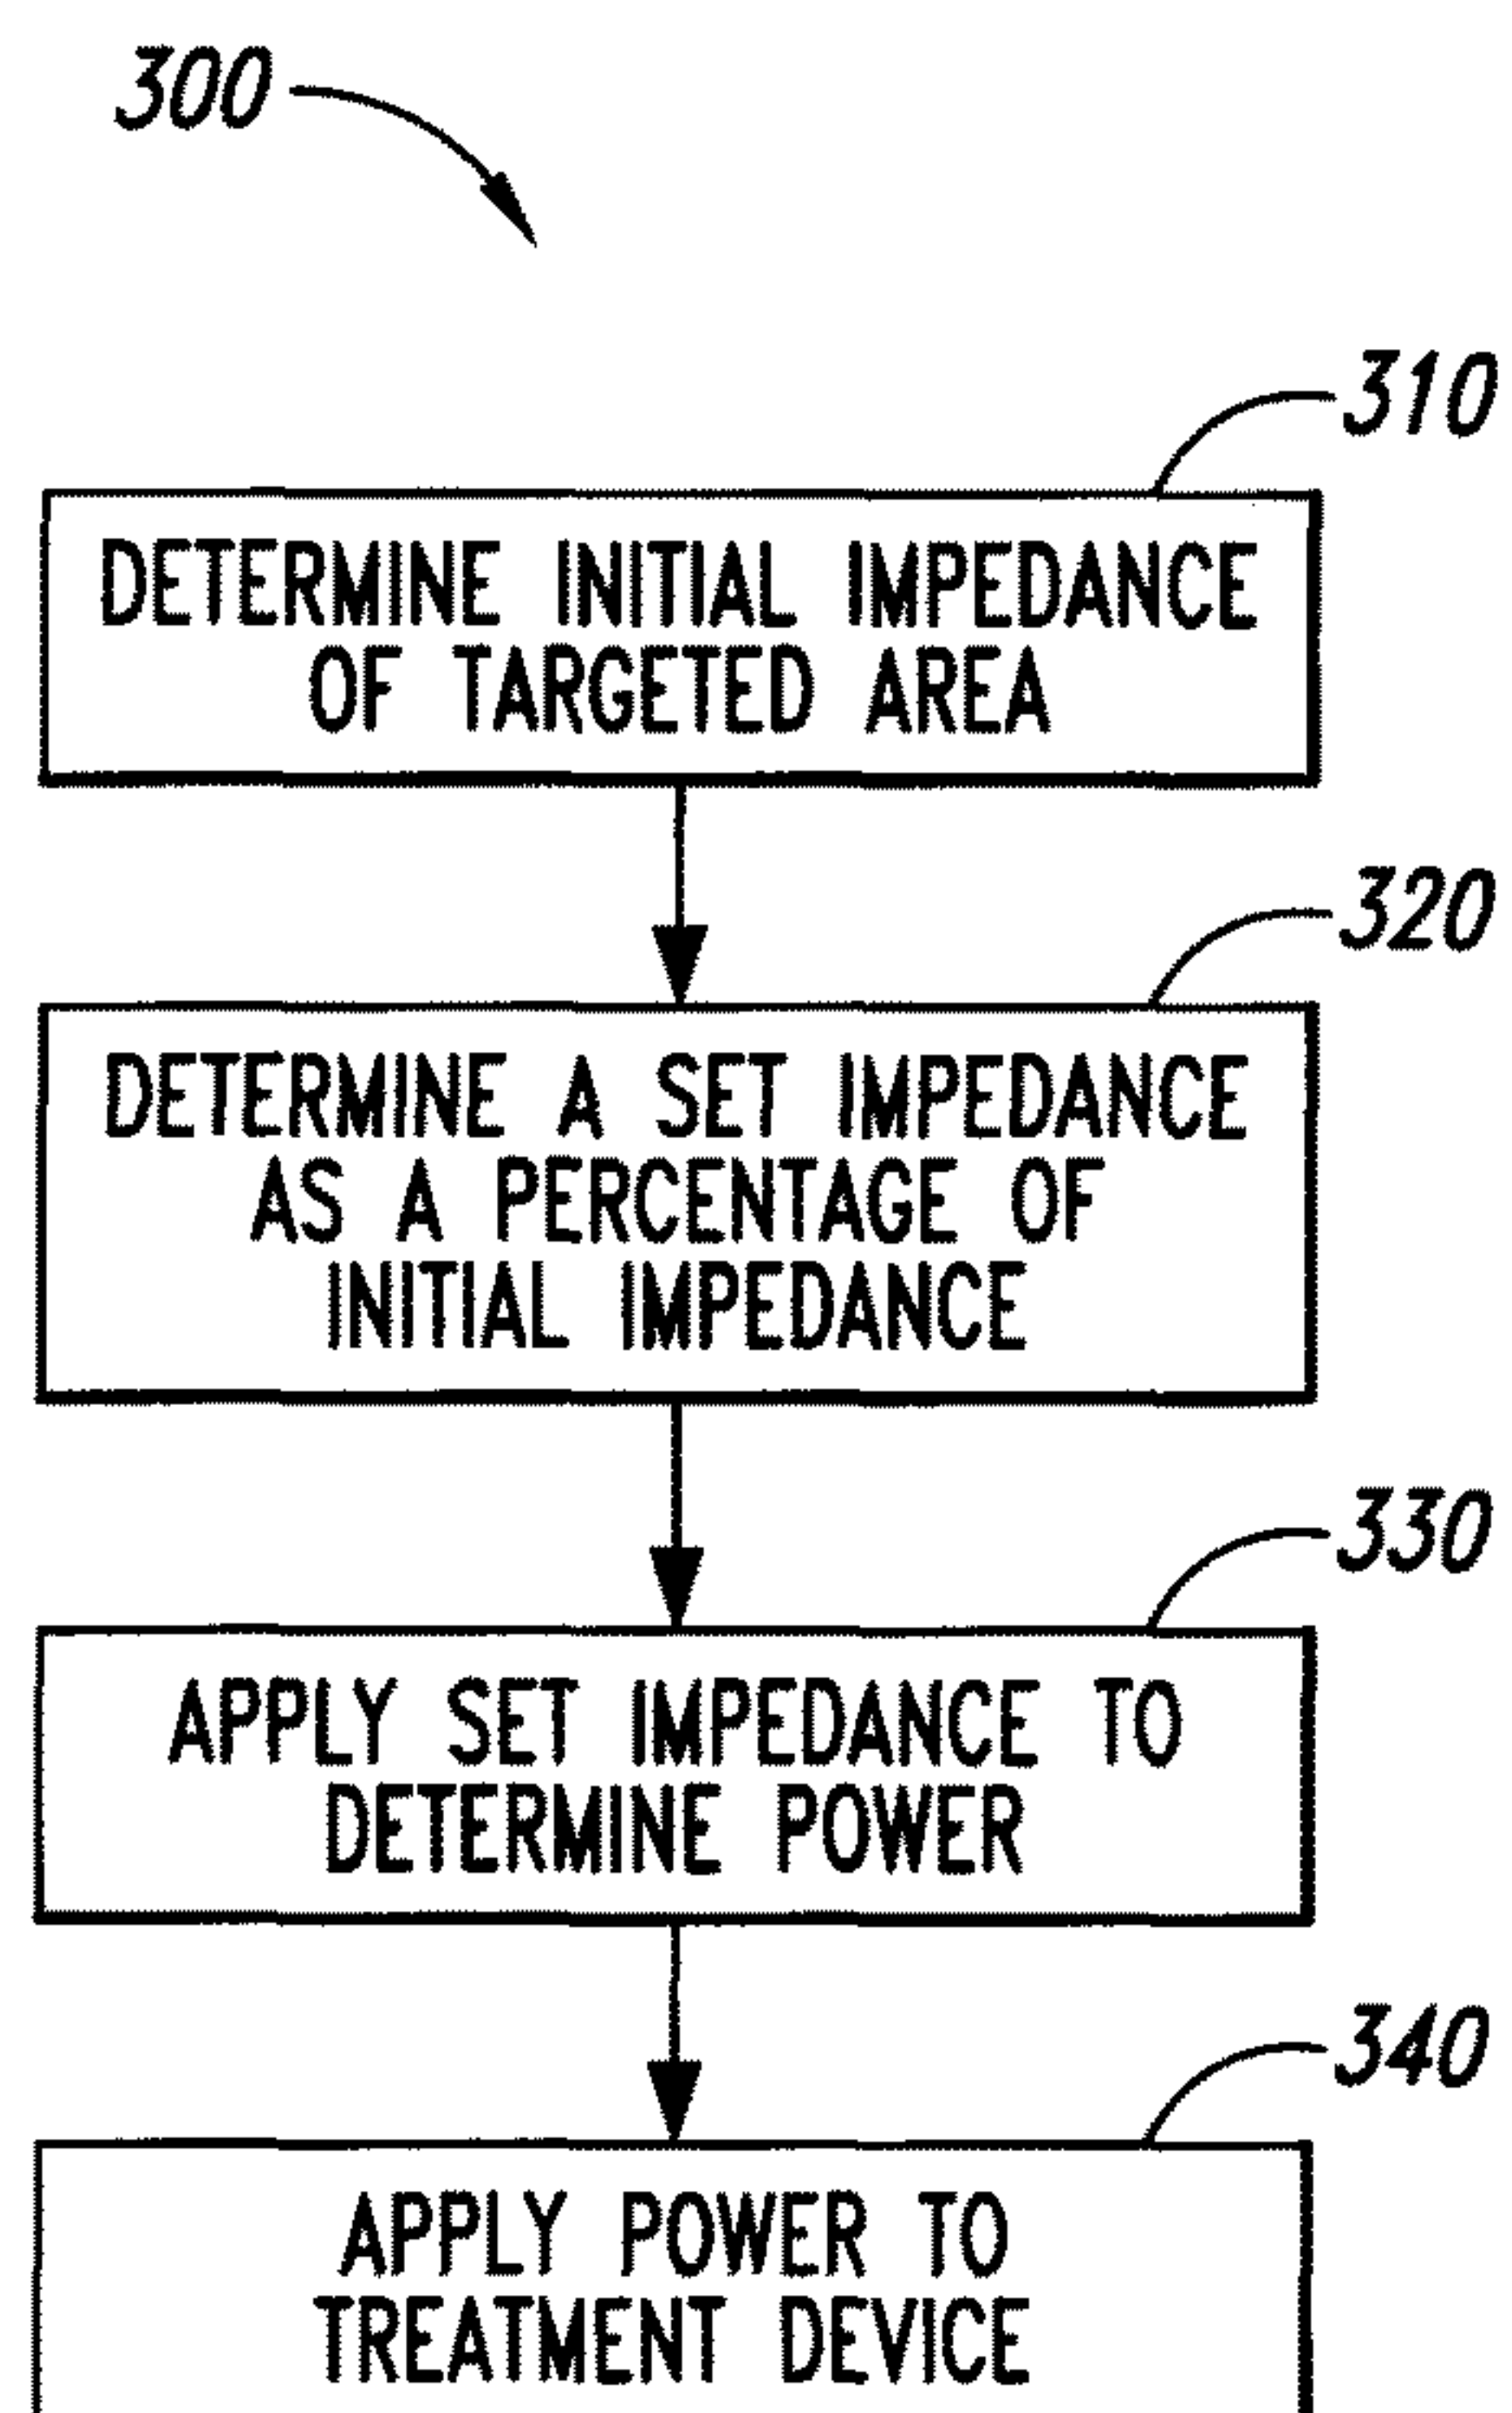 300
310
DETERMINE INITIAL IMPEDANCE
OF TARGETED AREA
320
DETERMINE A SET IMPEDANCE
AS A PERCENTAGE OF
INITIAL IMPEDANCE
330
APPLY SET IMPEDANCE TO
DETERMINE POWER
340
APPLY POWER TO
TREATMENT DEVICE